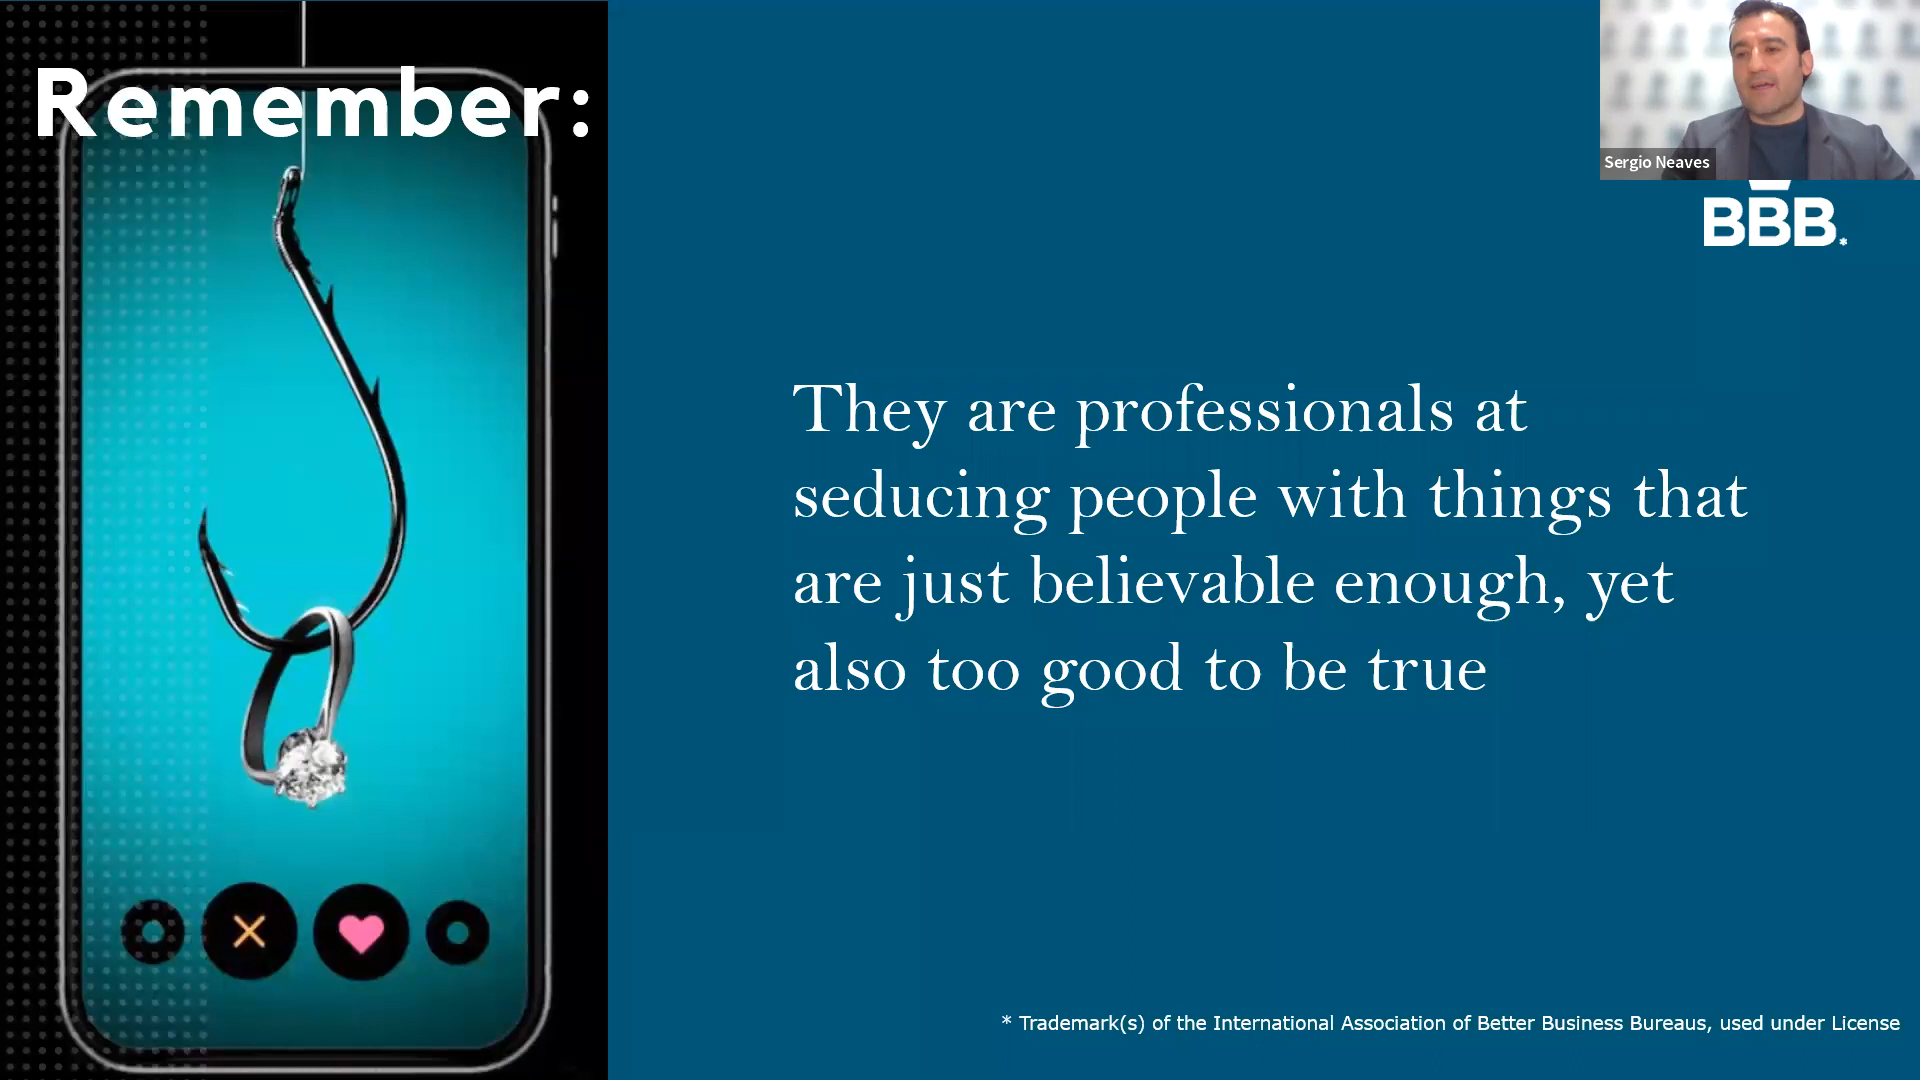 Remember:
Sergio Neaves
BBB.*
They are professionals at
seducing people with things that
are just believable enough, yet
also too good to be true
* Trademark(s) of the International Association of Better Business Bureaus, used under License